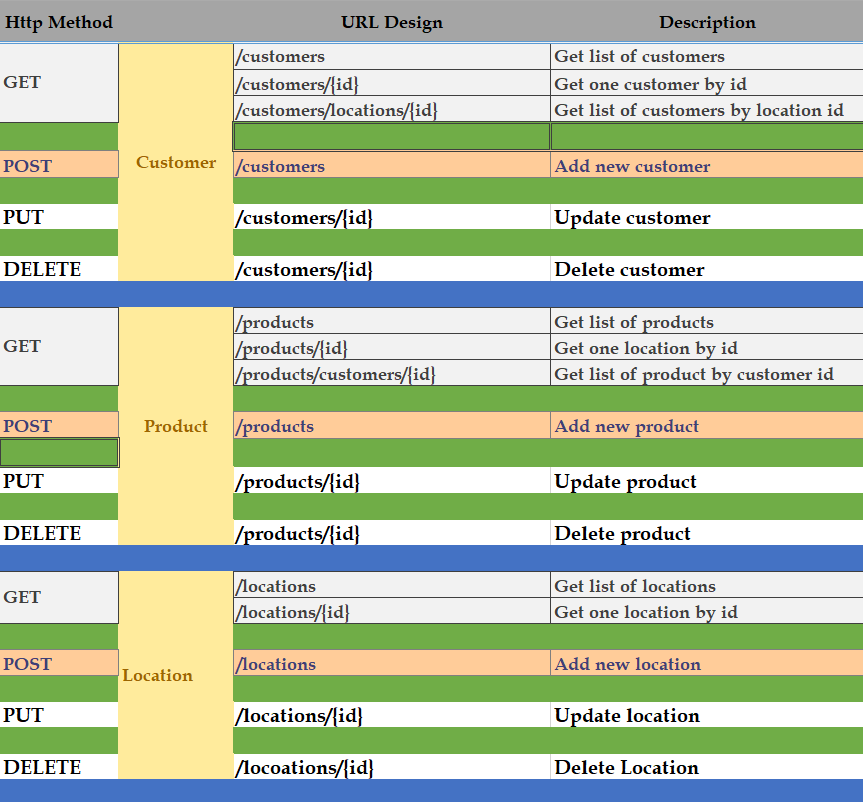 Http Method URL Design Description
GET /customers Get list of customers
/customers/{id} Get one customer by id
/customers/locations/{id} Get list of customers by location id
Customer
POST /customers Add new customer
PUT /customers/{id} Update customer
DELETE /customers/{id} Delete customer
GET /products Get list of products
/products/{id} Get one location by id
/products/customers/{id} Get list of product by customer id
POST Product /products Add new product
PUT /products/{id} Update product
DELETE /products/{id} Delete product
GET /locations Get list of locations
/locations/{id} Get one location by id
POST /locations Add new location
Location
PUT /locations/{id} Update location
DELETE /locoations/{id} Delete Location